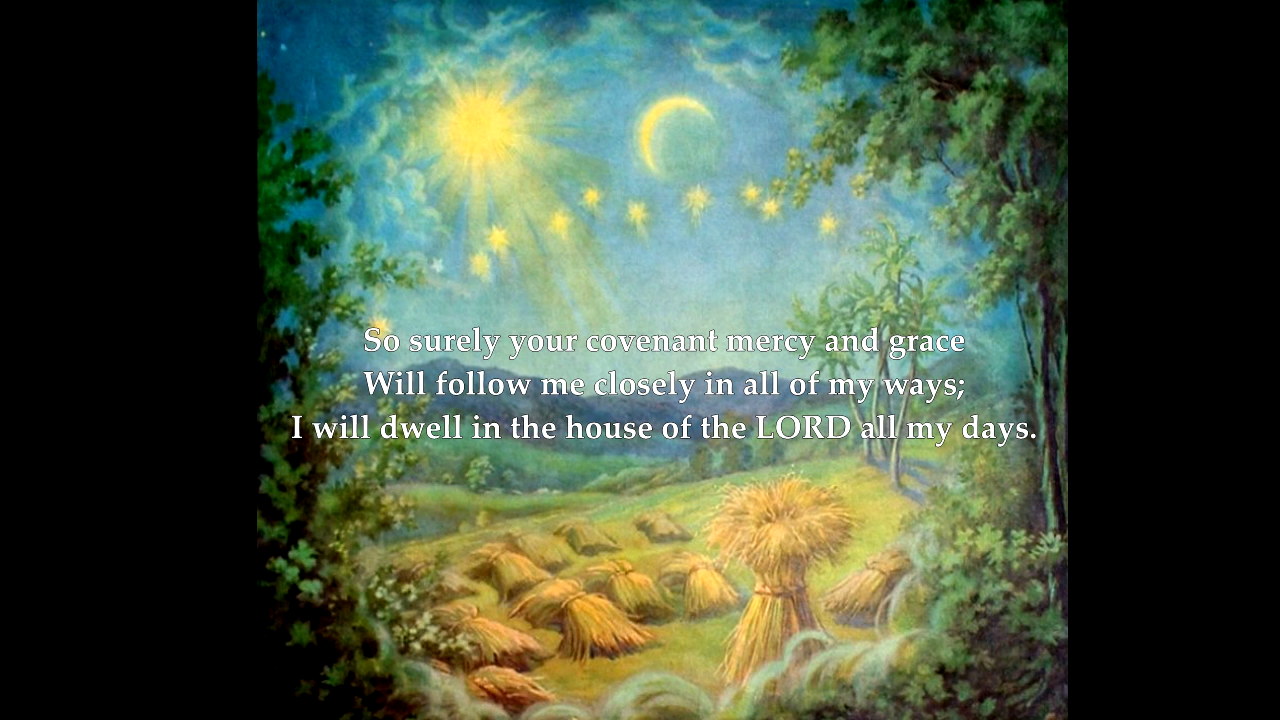 So surely your covenant mercy and grace
Will follow me closely in all of my ways;
I will dwell in the house of the LORD all my days.